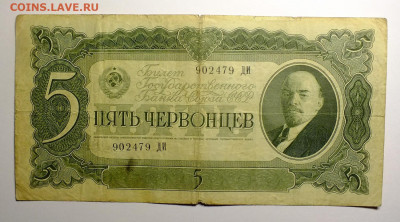 COINS.LAVE.RU
Билет
902479 ДИ
Государственного
Банка Союза ССР
5
ПЯТЬ ЧЕРВОНЦЕВ
902479 ДИ
5